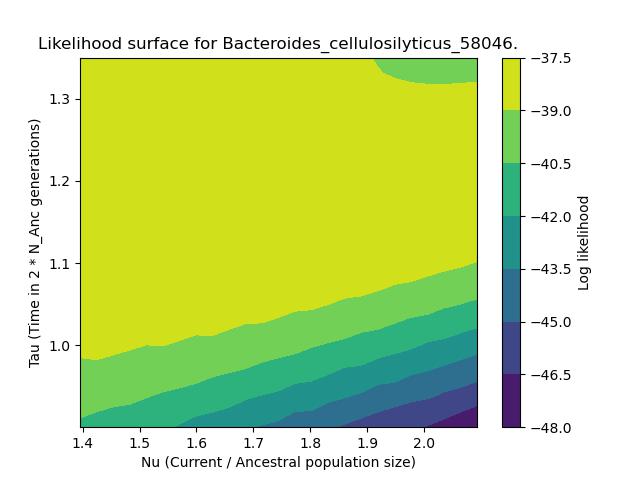 Likelihood surface for Bacteroides_cellulosilyticus_58046.
1.3
1.2
1.1
1.0
Tau (Time in 2 * N_Anc generations)
1.4 1.5 1.6 1.7 1.8 1.9 2.0
Nu (Current / Ancestral population size)
−37.5
−39.0
−40.5
−42.0
−43.5
−45.0
−46.5
−48.0
Log likelihood